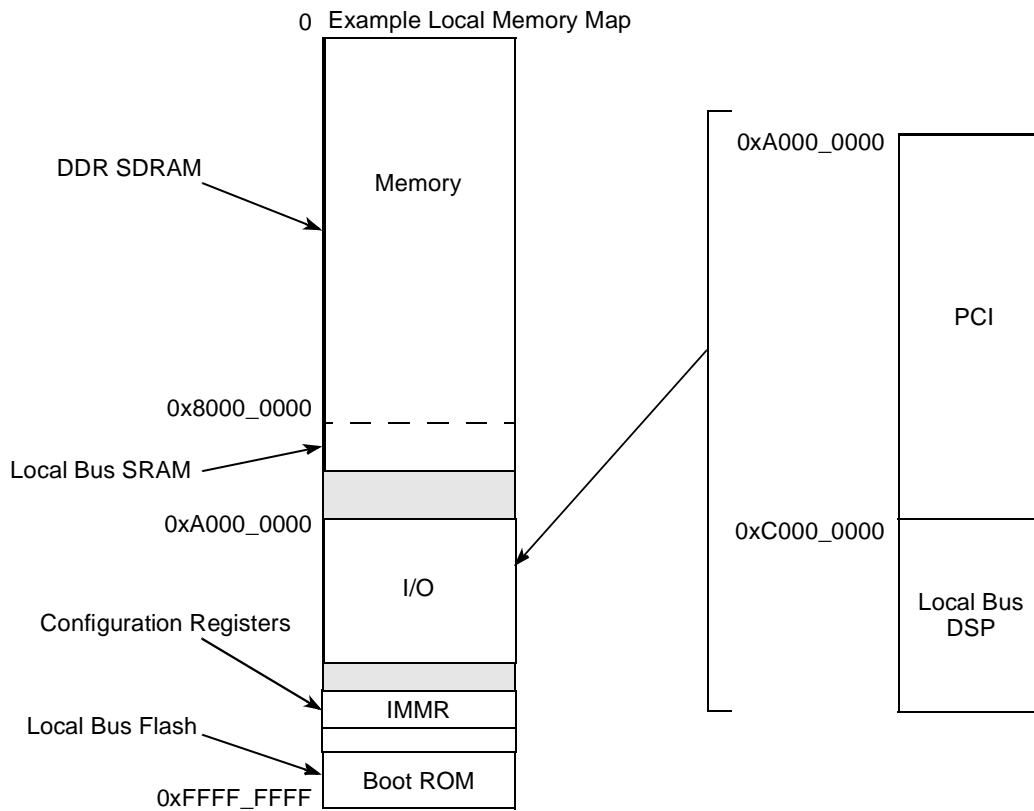 0 Example Local Memory Map
0xA000_0000
DDR SDRAM
Memory
PCI
0x8000_0000
Local Bus SRAM
0xA000_0000
0xC000_0000
I/O
Local Bus
DSP
Configuration Registers
IMMR
Local Bus Flash
Boot ROM
0xFFFF_FFFF